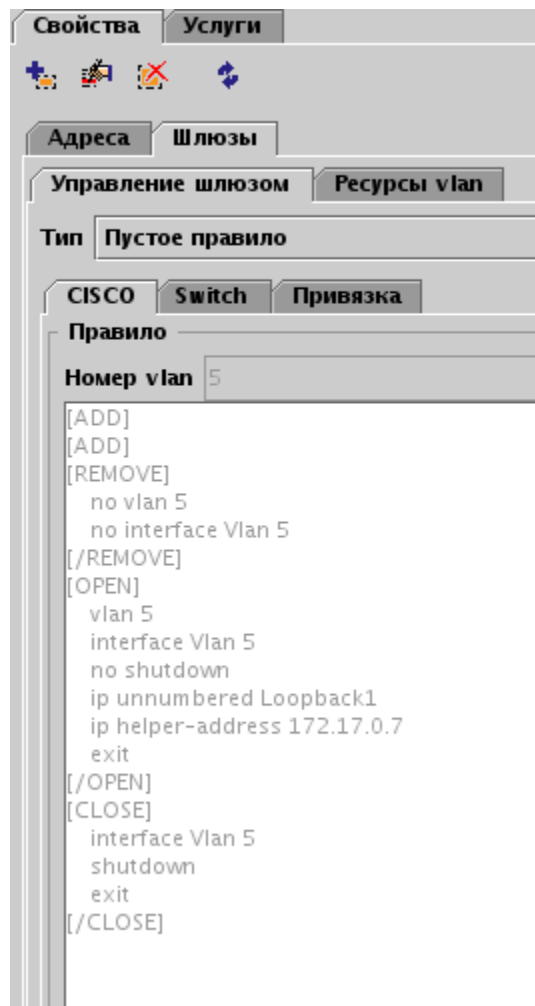 Свойства Услуги
Адреса Шлюзы
Управление шлюзом Ресурсы vlan
Тип Пустое правило
CISCO Switch Привязка
Правило
Номер vlan 5
[ADD]
[ADD]
[REMOVE]
no vlan 5
no interface Vlan 5
[/REMOVE]
[OPEN]
vlan 5
interface Vlan 5
no shutdown
ip unnumbered Loopback1
ip helper-address 172.17.0.7
exit
[/OPEN]
[CLOSE]
interface Vlan 5
shutdown
exit
[/CLOSE]